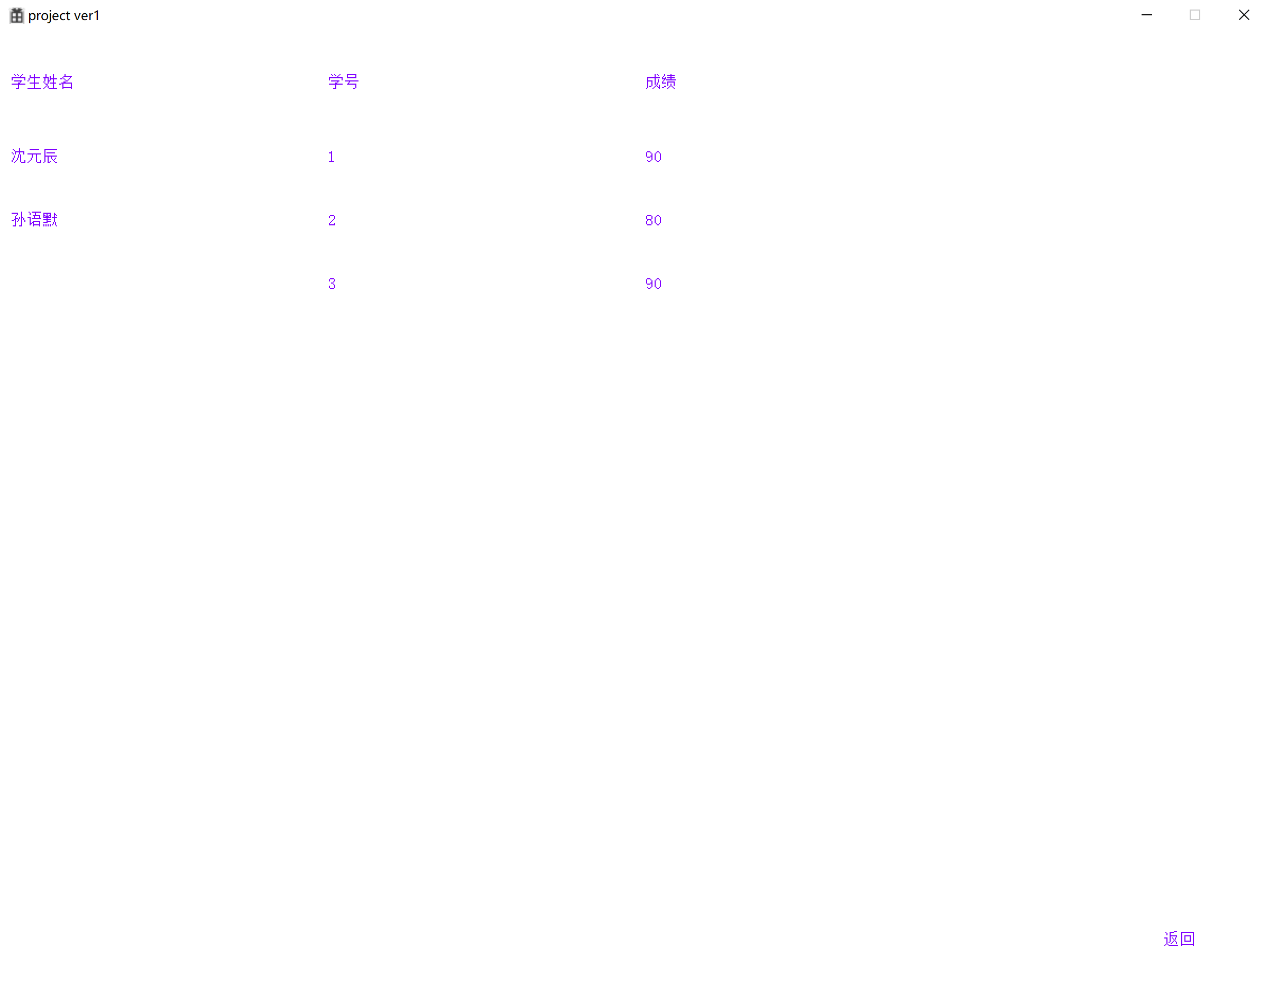 project ver1
学生姓名 学号 成绩
沈元辰 1 90
孙语默 2 80
3 90
返回